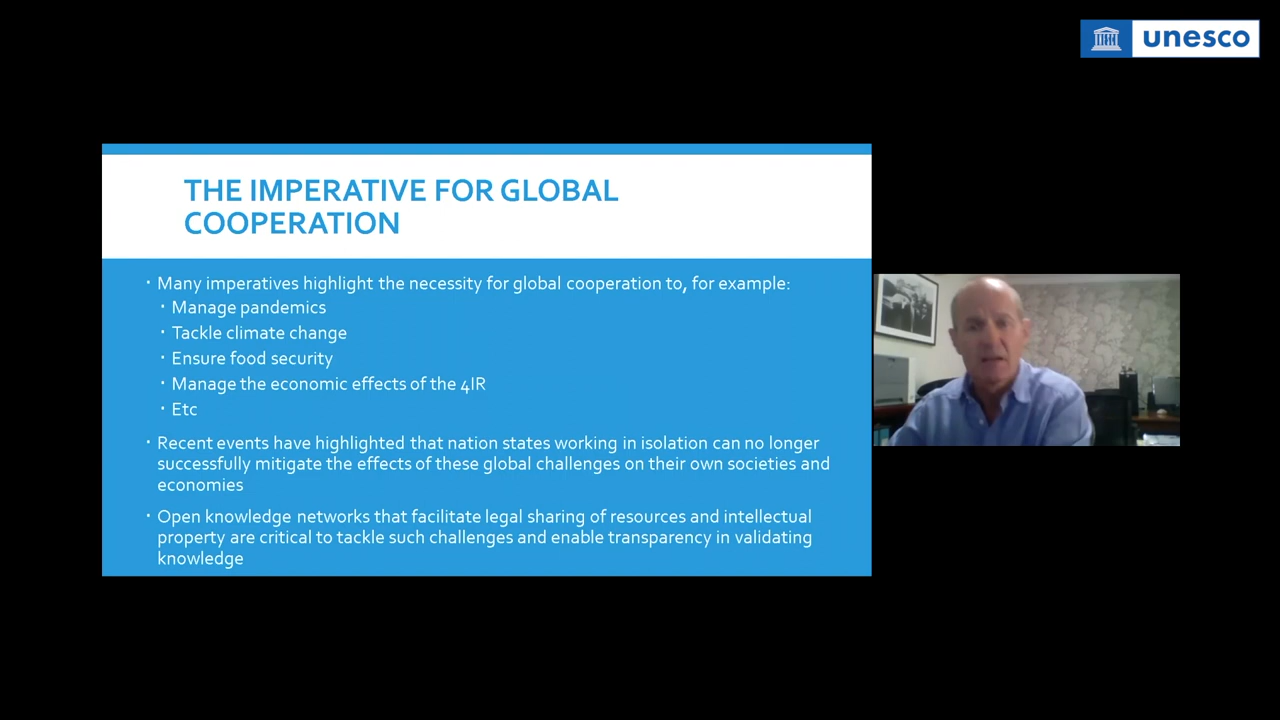 unesco
THE IMPERATIVE FOR GLOBAL
COOPERATION
• Many imperatives highlight the necessity for global cooperation to, for example:
• Manage pandemics
• Tackle climate change
• Ensure food security
• Manage the economic effects of the 4IR
• Etc
• Recent events have highlighted that nation states working in isolation can no longer
successfully mitigate the effects of these global challenges on their own societies and
economies
• Open knowledge networks that facilitate legal sharing of resources and intellectual
property are critical to tackle such challenges and enable transparency in validating
knowledge